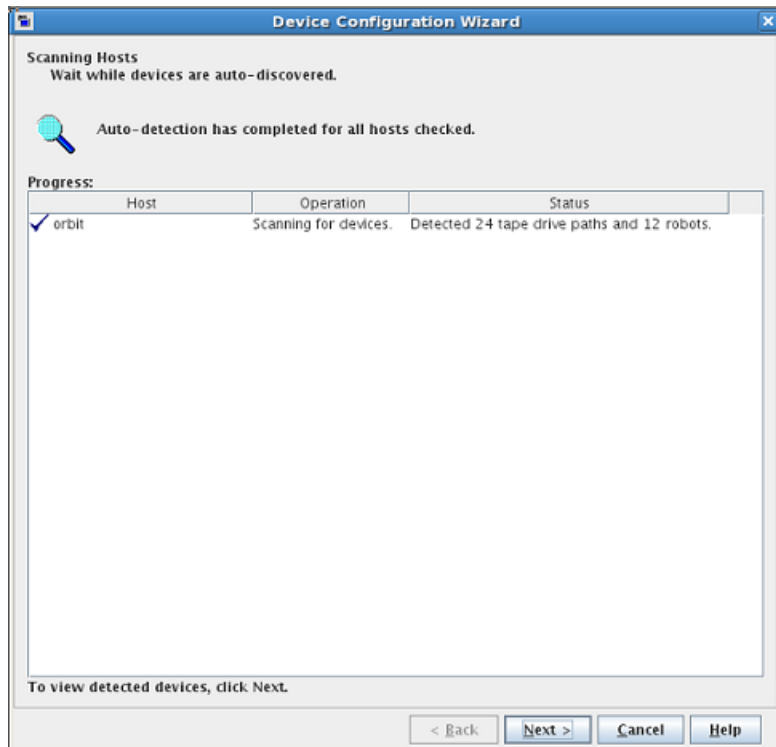 Device Configuration Wizard
Scanning Hosts
Wait while devices are auto-discovered.
Auto-detection has completed for all hosts checked.
Progress:
Host Operation Status
orbit Scanning for devices. Detected 24 tape drive paths and 12 robots.
To view detected devices, click Next.
< Back Next > Cancel Help